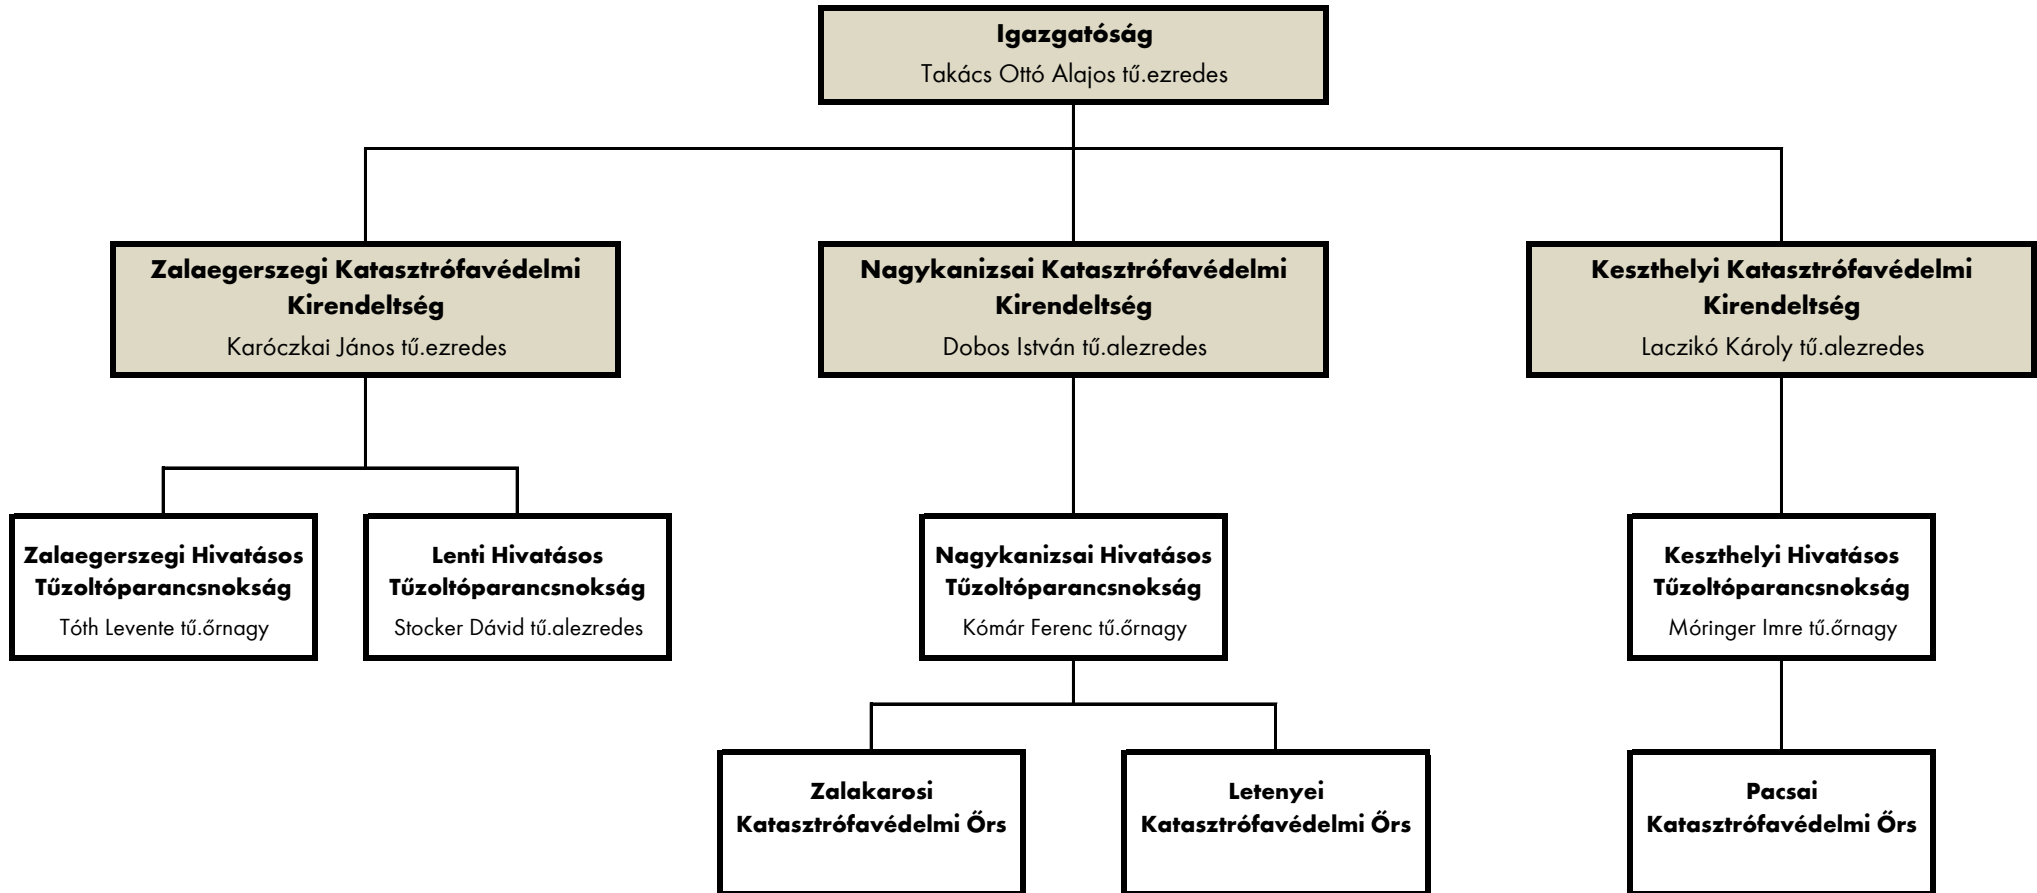 Igazgatóság
Takács Ottó Alajos tű.ezredes
Zalaegerszegi Katasztrófavédelmi
Kirendeltség
Karóczkai János tű.ezredes
Nagykanizsai Katasztrófavédelmi
Kirendeltség
Dobos István tű.alezredes
Keszthelyi Katasztrófavédelmi
Kirendeltség
Laczikó Károly tű.alezredes
Zalaegerszegi Hivatásos
Tűzoltóparancsnokság
Tóth Levente tű.őrnagy
Lenti Hivatásos
Tűzoltóparancsnokság
Stocker Dávid tű.alezredes
Nagykanizsai Hivatásos
Tűzoltóparancsnokság
Kómár Ferenc tű.őrnagy
Keszthelyi Hivatásos
Tűzoltóparancsnokság
Móringer Imre tű.őrnagy
Zalakarosi
Katasztrófavédelmi Őrs
Letenyei
Katasztrófavédelmi Őrs
Pacsai
Katasztrófavédelmi Őrs